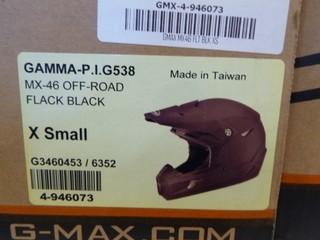 GMX-4-946073
GMAX MX46 FLT BLK XS
GAMMA-P.I.G538
Made in Taiwan
MX-46 OFF-ROAD
FLACK BLACK
X Small
G3460453 / 6352
4-946073
G-MAX.COM